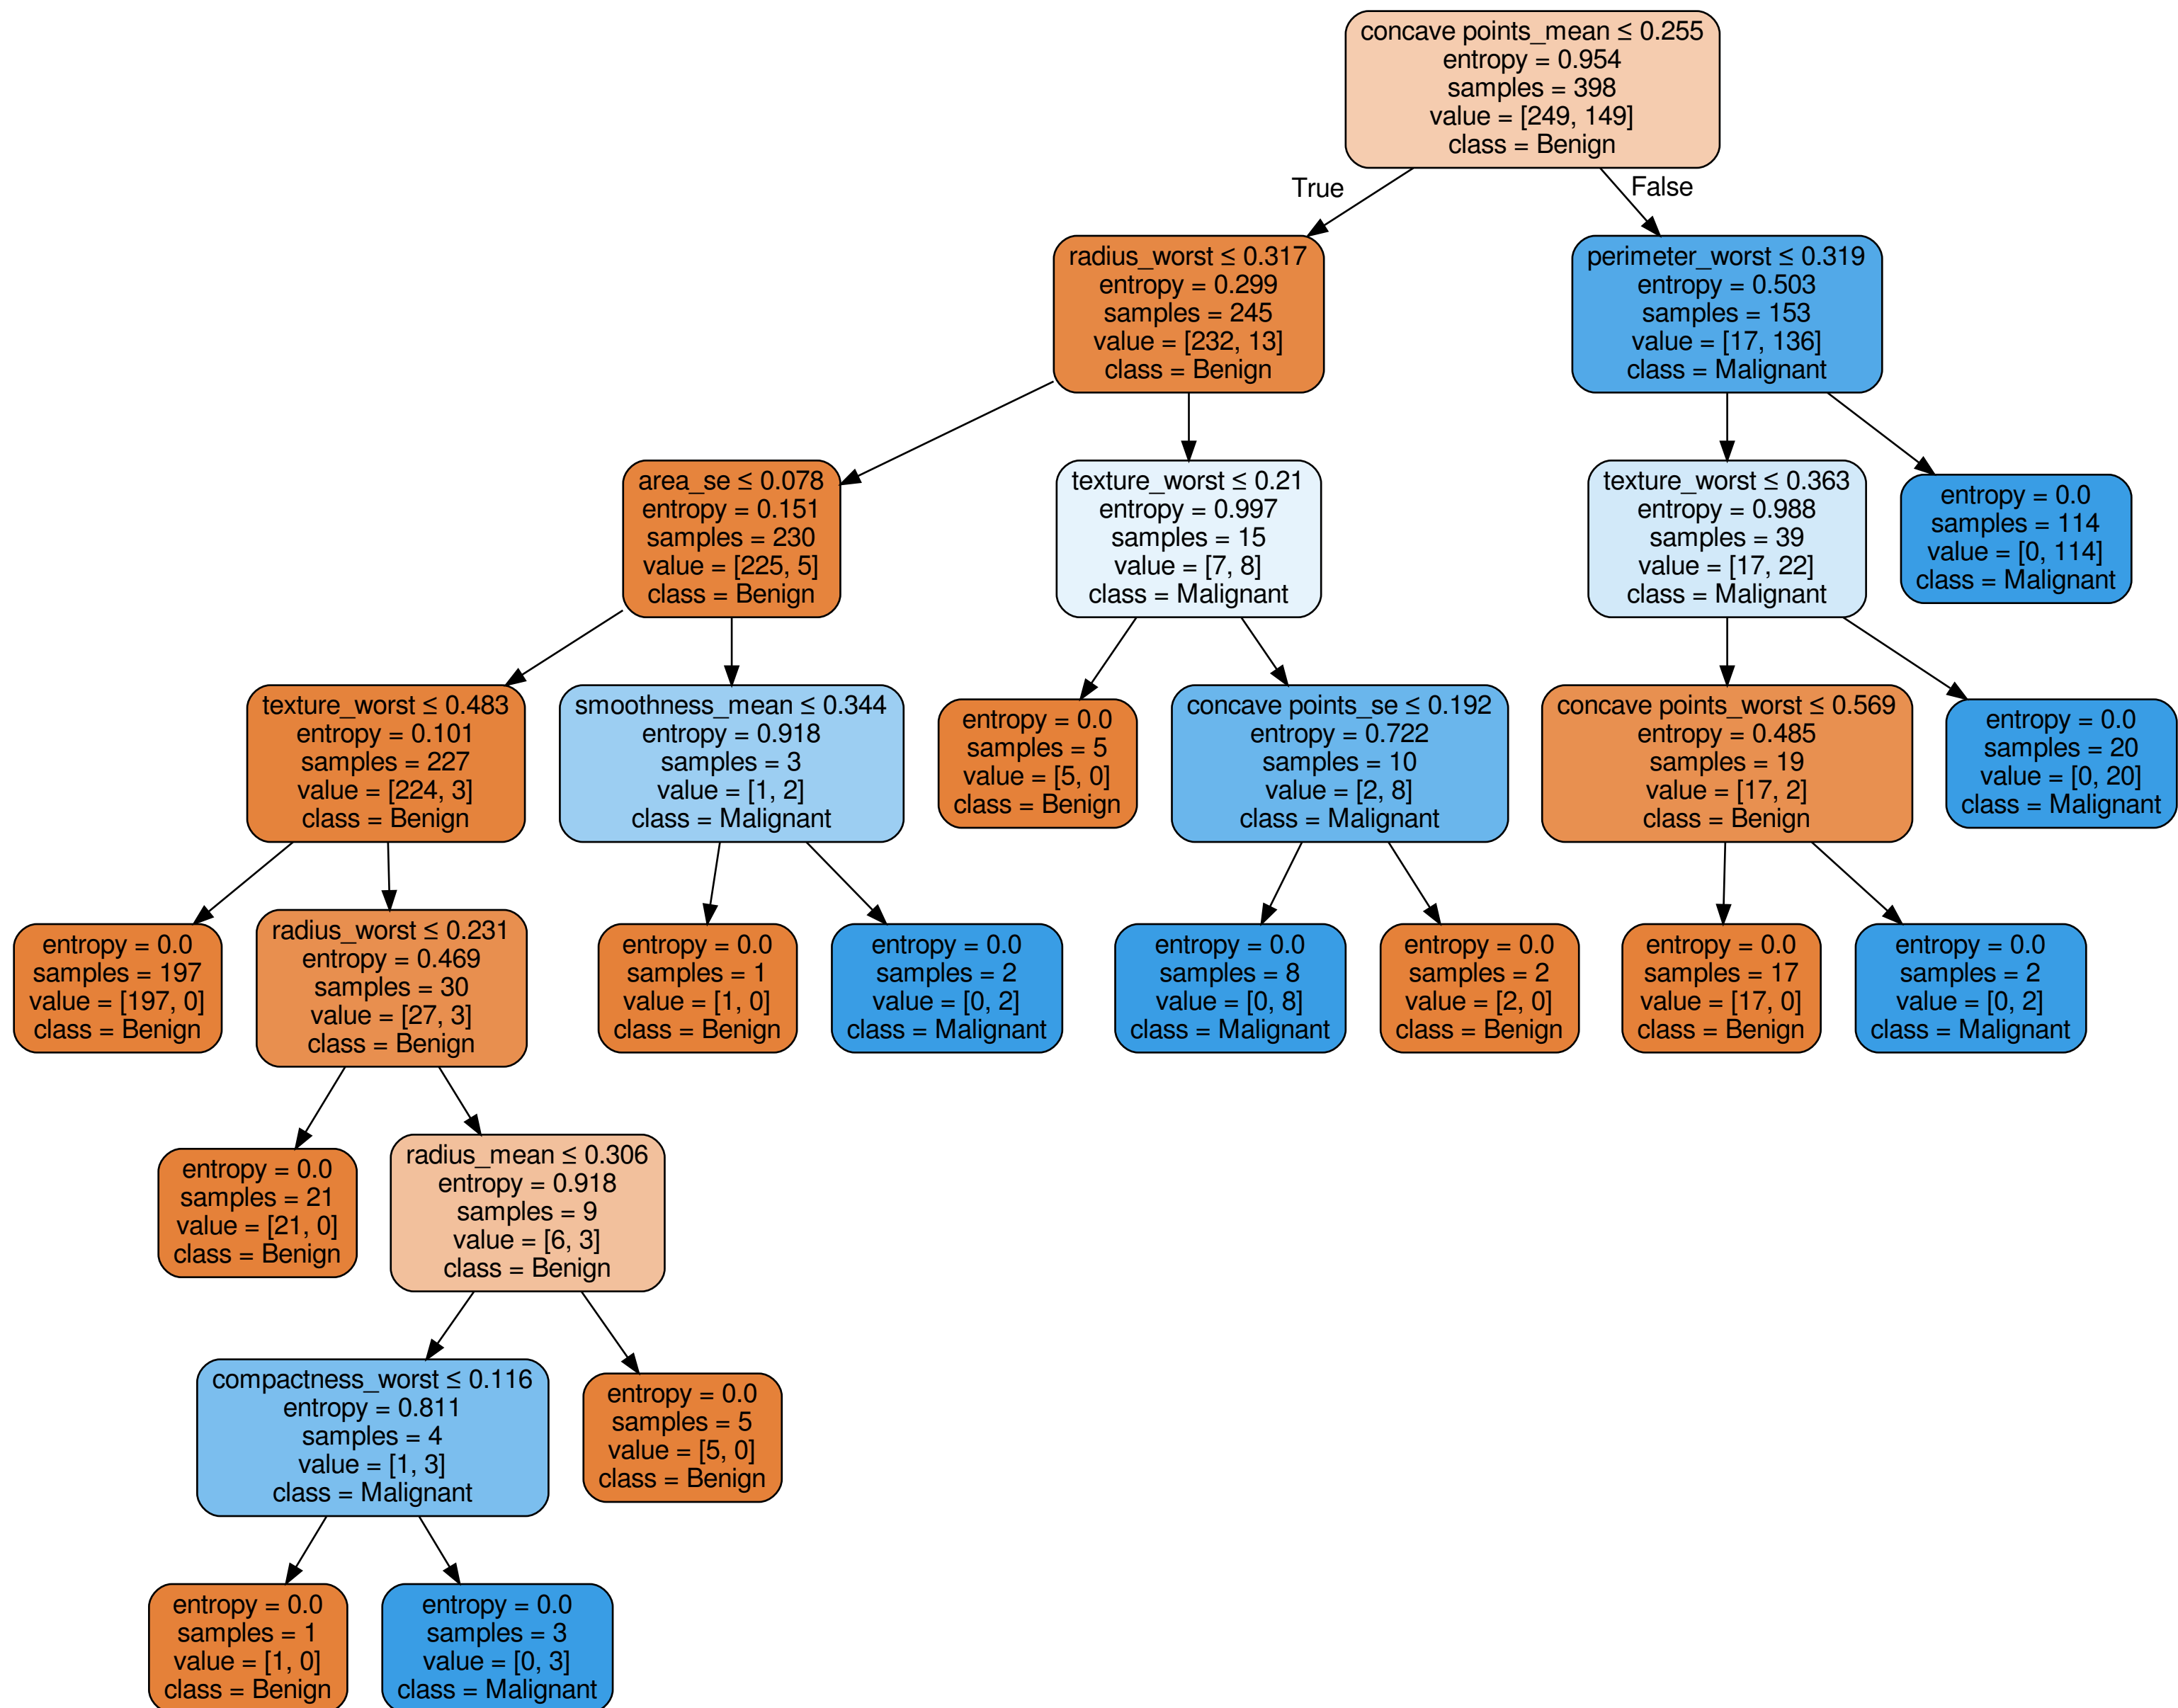 concave points_mean ≤ 0.255
entropy = 0.954
samples = 398
value = [249, 149]
class = Benign
True
False
radius_worst ≤ 0.317
entropy = 0.299
samples = 245
value = [232, 13]
class = Benign
perimeter_worst ≤ 0.319
entropy = 0.503
samples = 153
value = [17, 136]
class = Malignant
area_se ≤ 0.078
entropy = 0.151
samples = 230
value = [225, 5]
class = Benign
texture_worst ≤ 0.21
entropy = 0.997
samples = 15
value = [7, 8]
class = Malignant
texture_worst ≤ 0.363
entropy = 0.988
samples = 39
value = [17, 22]
class = Malignant
entropy = 0.0
samples = 114
value = [0, 114]
class = Malignant
texture_worst ≤ 0.483
entropy = 0.101
samples = 227
value = [224, 3]
class = Benign
smoothness_mean ≤ 0.344
entropy = 0.918
samples = 3
value = [1, 2]
class = Malignant
entropy = 0.0
samples = 5
value = [5, 0]
class = Benign
concave points_se ≤ 0.192
entropy = 0.722
samples = 10
value = [2, 8]
class = Malignant
concave points_worst ≤ 0.569
entropy = 0.485
samples = 19
value = [17, 2]
class = Benign
entropy = 0.0
samples = 20
value = [0, 20]
class = Malignant
entropy = 0.0
samples = 197
value = [197, 0]
class = Benign
radius_worst ≤ 0.231
entropy = 0.469
samples = 30
value = [27, 3]
class = Benign
entropy = 0.0
samples = 1
value = [1, 0]
class = Benign
entropy = 0.0
samples = 2
value = [0, 2]
class = Malignant
entropy = 0.0
samples = 8
value = [0, 8]
class = Malignant
entropy = 0.0
samples = 2
value = [2, 0]
class = Benign
entropy = 0.0
samples = 17
value = [17, 0]
class = Benign
entropy = 0.0
samples = 2
value = [0, 2]
class = Malignant
entropy = 0.0
samples = 21
value = [21, 0]
class = Benign
radius_mean ≤ 0.306
entropy = 0.918
samples = 9
value = [6, 3]
class = Benign
compactness_worst ≤ 0.116
entropy = 0.811
samples = 4
value = [1, 3]
class = Malignant
entropy = 0.0
samples = 5
value = [5, 0]
class = Benign
entropy = 0.0
samples = 1
value = [1, 0]
class = Benign
entropy = 0.0
samples = 3
value = [0, 3]
class = Malignant